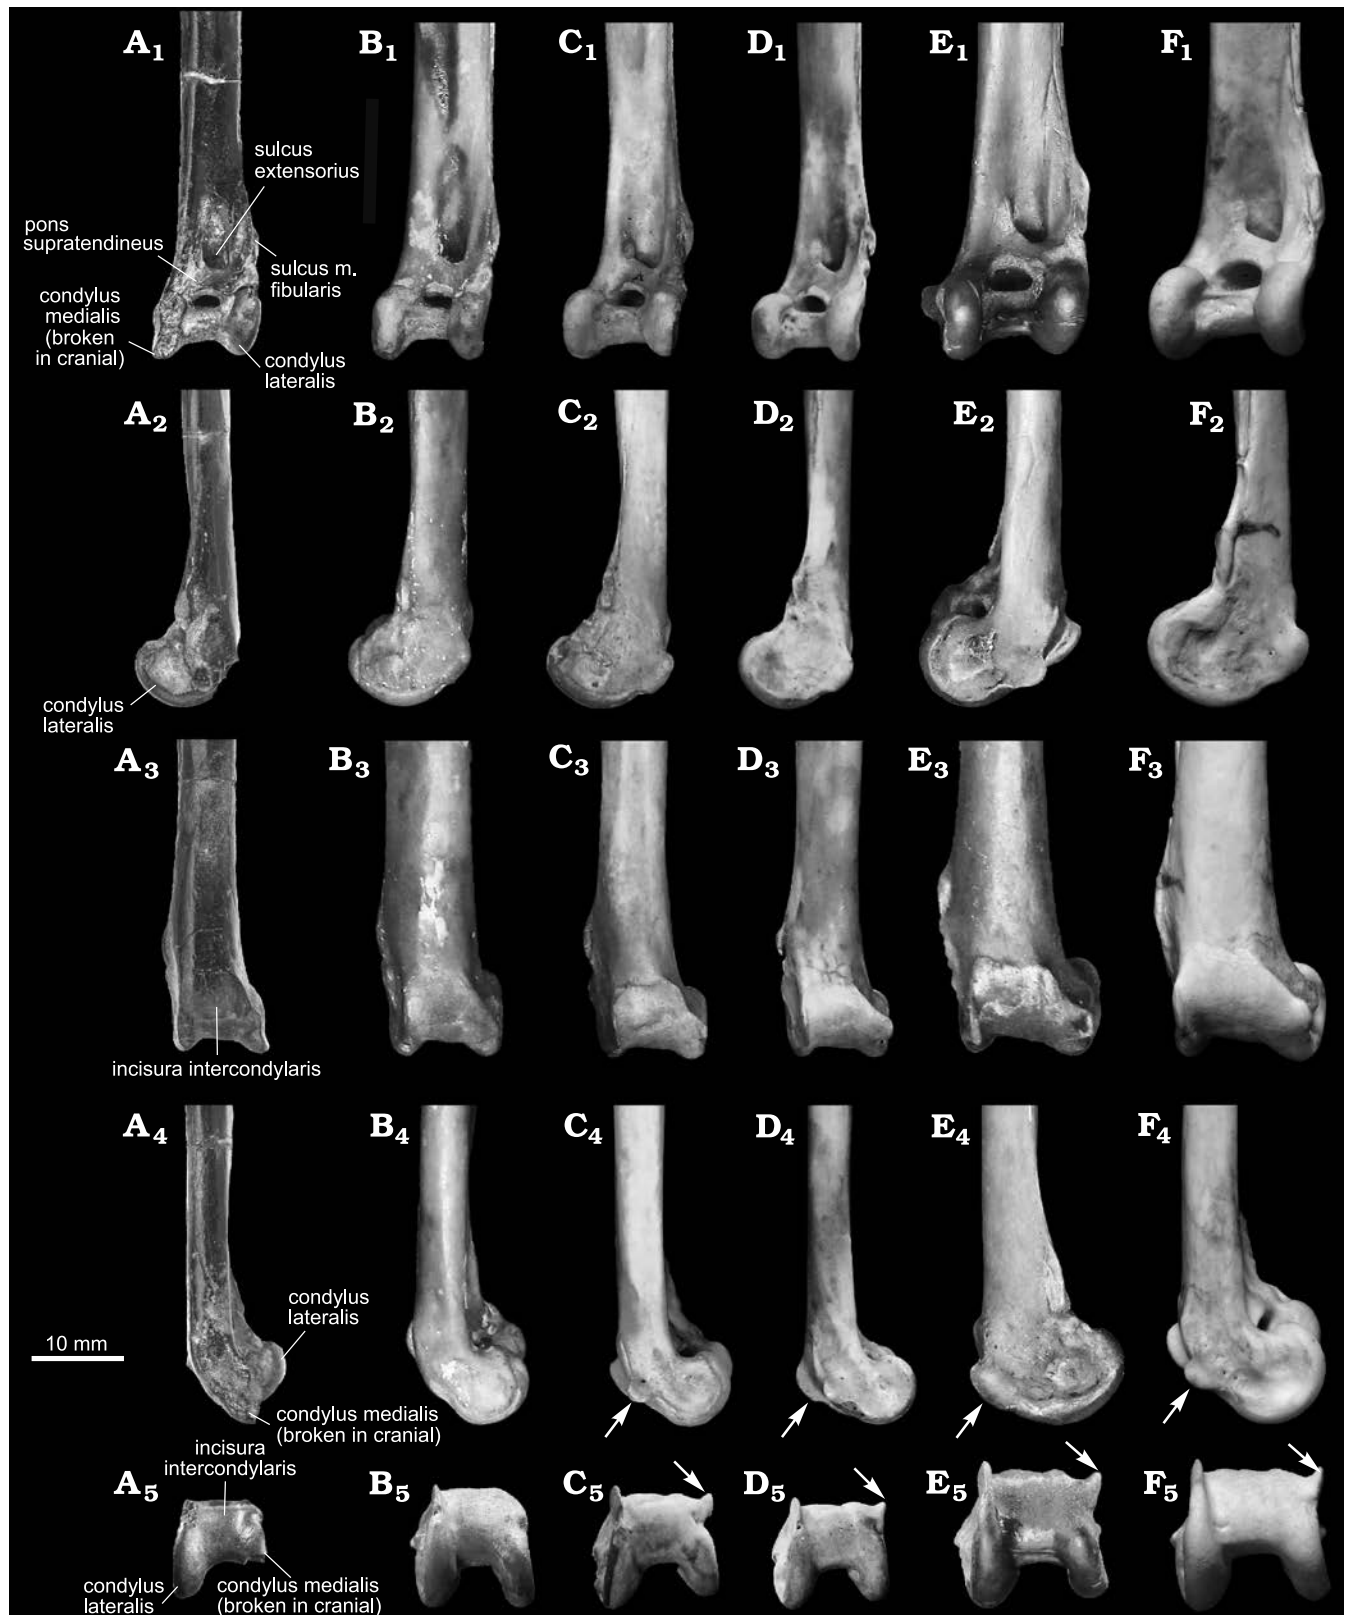 A1 B1 C1 D1 E1 F1
sulcus
extensorius
pons
supratendineus
sulcus m.
fibularis
condylus
medialis
(broken
in cranial)
condylus
lateralis
A2 B2 C2 D2 E2 F2
condylus
lateralis
A3 B3 C3 D3 E3 F3
incisura intercondylaris
A4 B4 C4 D4 E4 F4
condylus
lateralis
10 mm
condylus medialis
(broken in cranial)
incisura
intercondylaris
A5 B5 C5 D5 E5 F5
condylus
lateralis
condylus medialis
(broken in cranial)